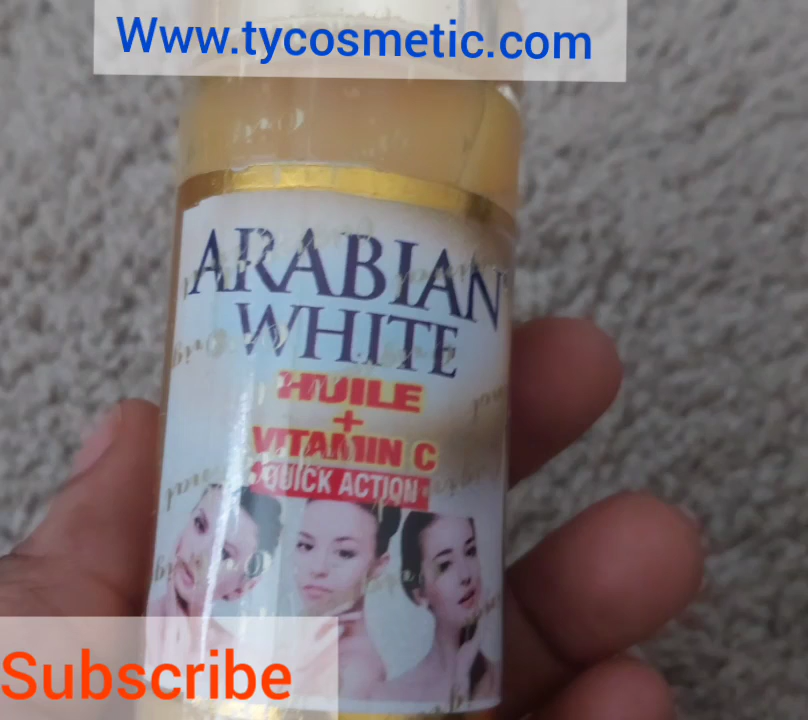 Www.tycosmetic.com
ARABIAN
WHITE
HUILE
+
VITAMIN C
QUICK ACTION
Subscribe